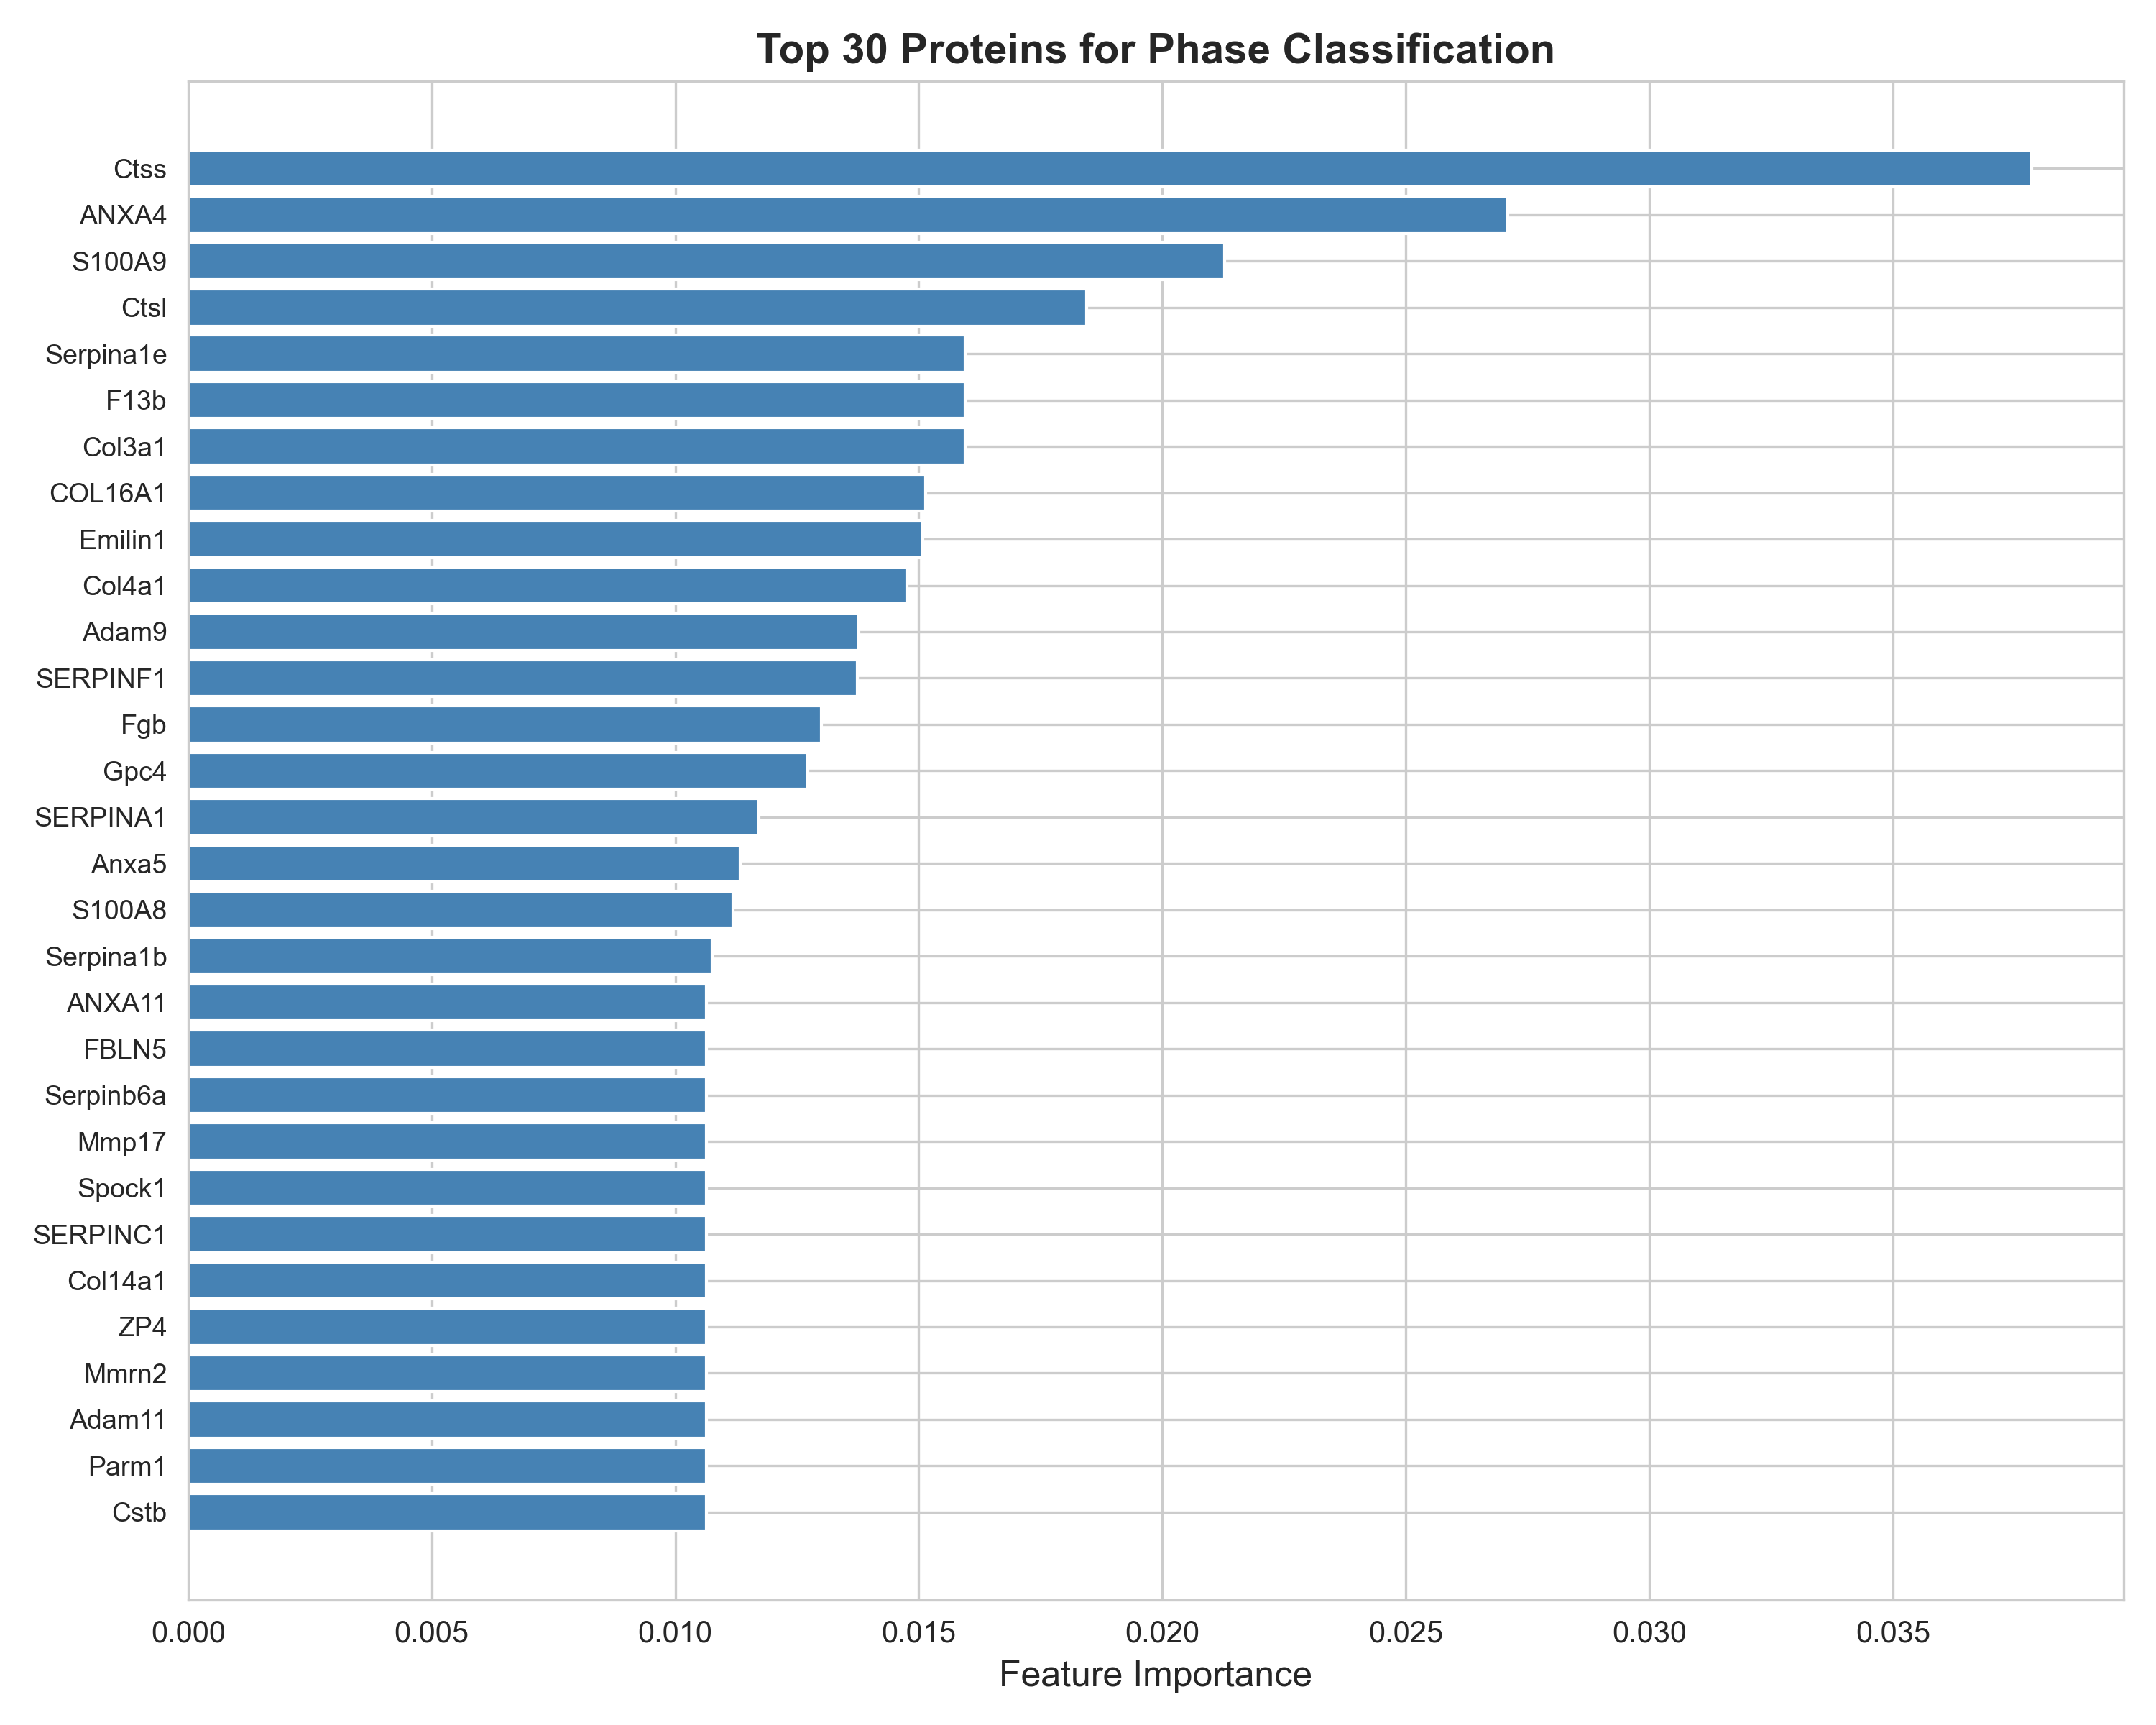 Top 30 Proteins for Phase Classification
Ctss
ANXA4
S100A9
Ctsl
Serpina1e
F13b
Col3a1
COL16A1
Emilin1
Col4a1
Adam9
SERPINF1
Fgb
Gpc4
SERPINA1
Anxa5
S100A8
Serpina1b
ANXA11
FBLN5
Serpinb6a
Mmp17
Spock1
SERPINC1
Col14a1
ZP4
Mmrn2
Adam11
Parm1
Cstb
0.000 0.005 0.010 0.015 0.020 0.025 0.030 0.035
Feature Importance